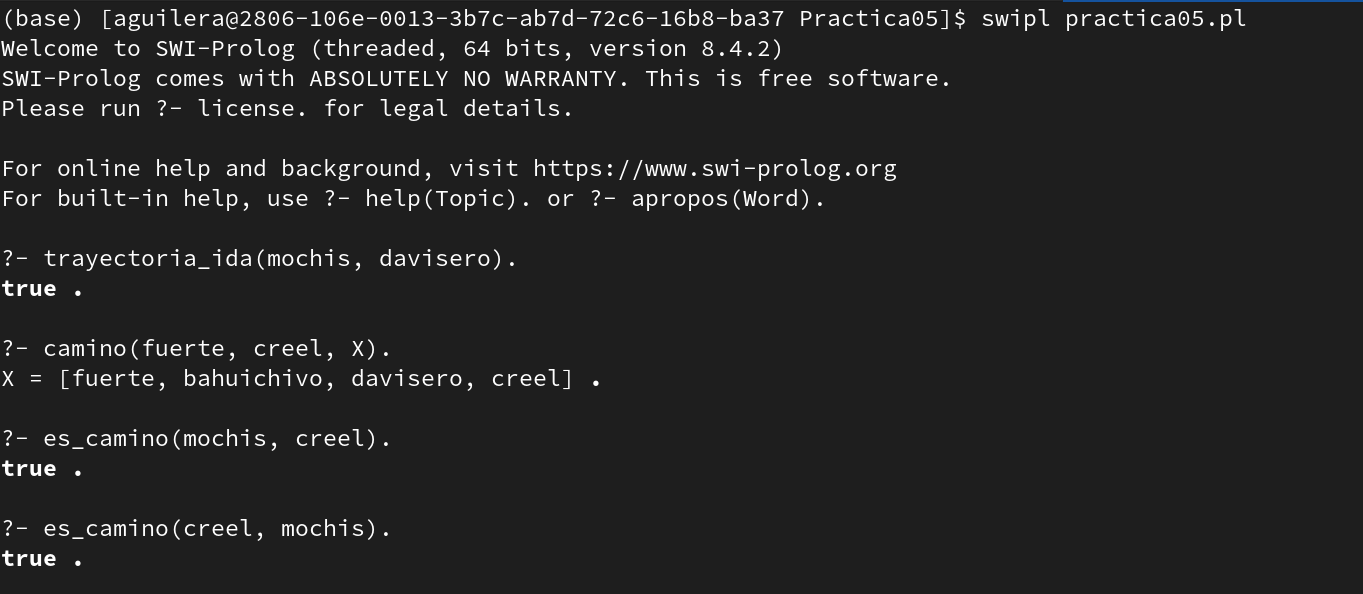 (base) [aguilera@2806-106e-0013-3b7c-ab7d-72c6-16b8-ba37 Practica05]$ swipl practica05.pl
Welcome to SWI-Prolog (threaded, 64 bits, version 8.4.2)
SWI-Prolog comes with ABSOLUTELY NO WARRANTY. This is free software.
Please run ?- license. for legal details.
For online help and background, visit https://www.swi-prolog.org
For built-in help, use ?- help(Topic). or ?- apropos(Word).
?- trayectoria_ida(mochis, davisero).
true .
?- camino(fuerte, creel, X).
X = [fuerte, bahuichivo, davisero, creel] .
?- es_camino(mochis, creel).
true .
?- es_camino(creel, mochis).
true .